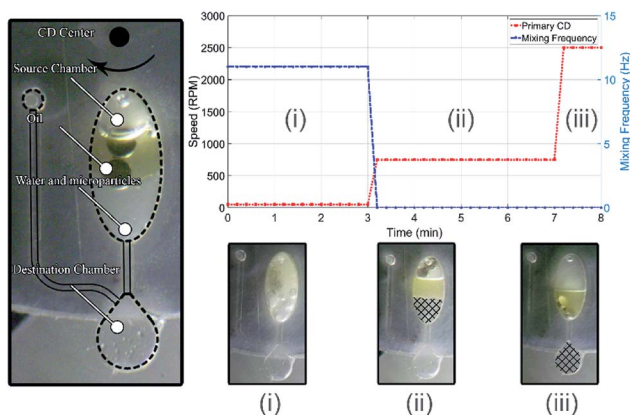 CD Center
Source Chamber
Oil
Water and microparticles
Destination Chamber
3000
2500
2000
1500
1000
500
0
Speed (RPM)
15
10
5
0
Mixing Frequency (Hz)
Primary CD
Mixing Frequency
(i)
(ii)
(iii)
0 1 2 3 4 5 6 7 8
Time (min)
(i)
(ii)
(iii)